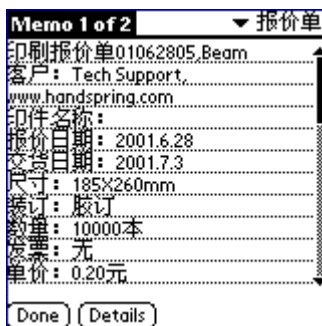 Memo 1 of 2 报价单
印刷报价单01062805,Beam
客户：Tech Support,
www.handspring.com
印件名称：
报价日期：2001.6.28
交货日期：2001.7.3
尺寸：185X260mm
装订：胶订
数量：10000本
发票：无
单价：0.20元
Done Details